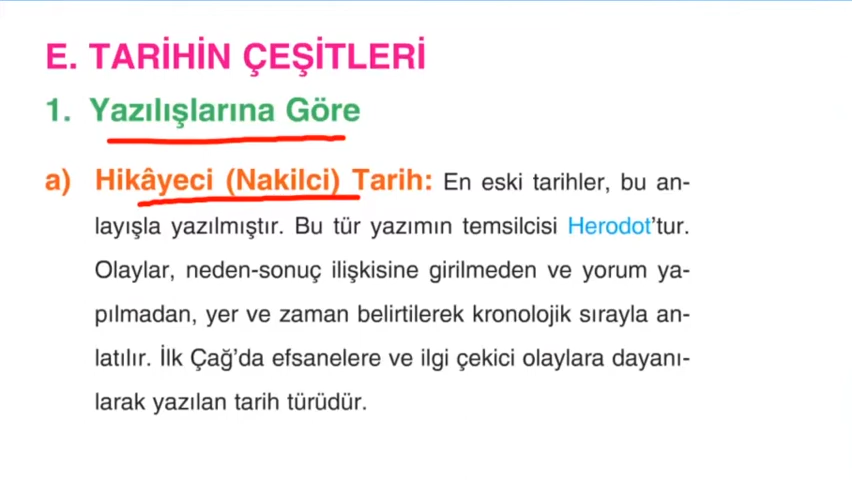 E. TARİHİN ÇEŞİTLERİ
1. Yazılışlarına Göre
a) Hikâyeci (Nakilci) Tarih: En eski tarihler, bu an-
layışla yazılmıştır. Bu tür yazımın temsilcisi Herodot'tur.
Olaylar, neden-sonuç ilişkisine girilmeden ve yorum ya-
pılmadan, yer ve zaman belirtilerek kronolojik sırayla an-
latılır. İlk Çağ'da efsanelere ve ilgi çekici olaylara dayanı-
larak yazılan tarih türüdür.